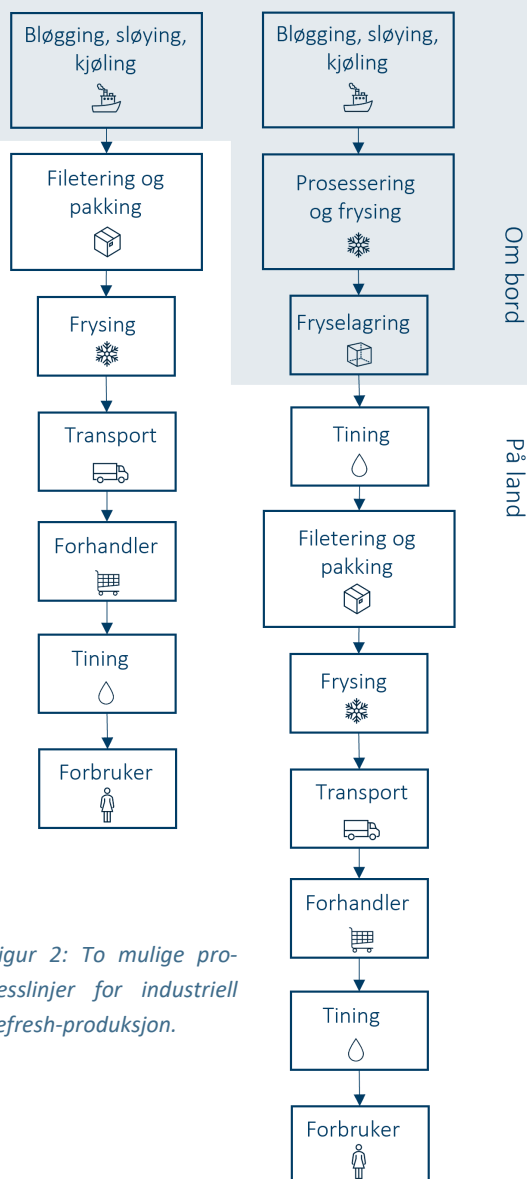 Bløgging, sløying,
kjøling
Filetering og
pakking
Frysing
Transport
Forhandler
Tining
Forbruker
Bløgging, sløying,
kjøling
Prosessering
og frysing
Fryselagring
Tining
Filetering og
pakking
Frysing
Transport
Forhandler
Tining
Forbruker
Om bord
På land
igur 2: To mulige pro-
esslinjer for industriell
efresh-produksjon.